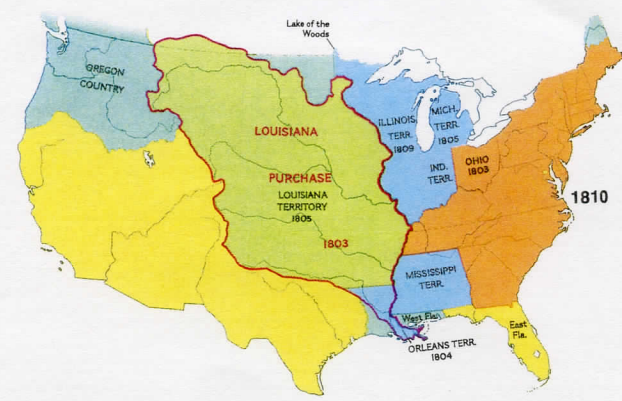 Lake of the
Woods
OREGON
COUNTRY
LOUISIANA
PURCHASE
LOUISIANA
TERRITORY
1805
1803
ILLINOIS
TERR.
1809
MICH.
TERR.
1805
IND.
TERR.
OHIO
1803
1810
MISSISSIPPI
TERR.
West Fla.
East
Fla.
ORLEANS TERR.
1804